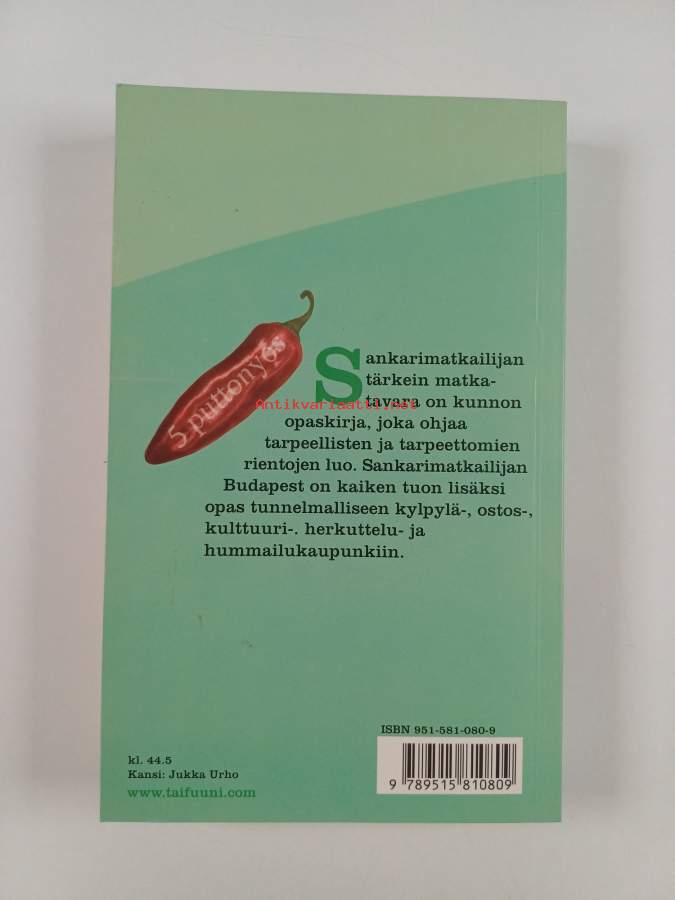 5 puttonyos
Sankarimatkailijan
tärkein matka-
tavara on kunnon
Antikvariaatti.net
opaskirja, joka ohjaa
tarpeellisten ja tarpeettomien
rientojen luo. Sankarimatkailijan
Budapest on kaiken tuon lisäksi
opas tunnelmalliseen kylpylä-, ostos-,
kulttuuri-. herkuttelu- ja
hummailukaupunkiin.
ISBN 951-581-080-9
9 789515 810809
kl. 44.5
Kansi: Jukka Urho
www.taifuuni.com